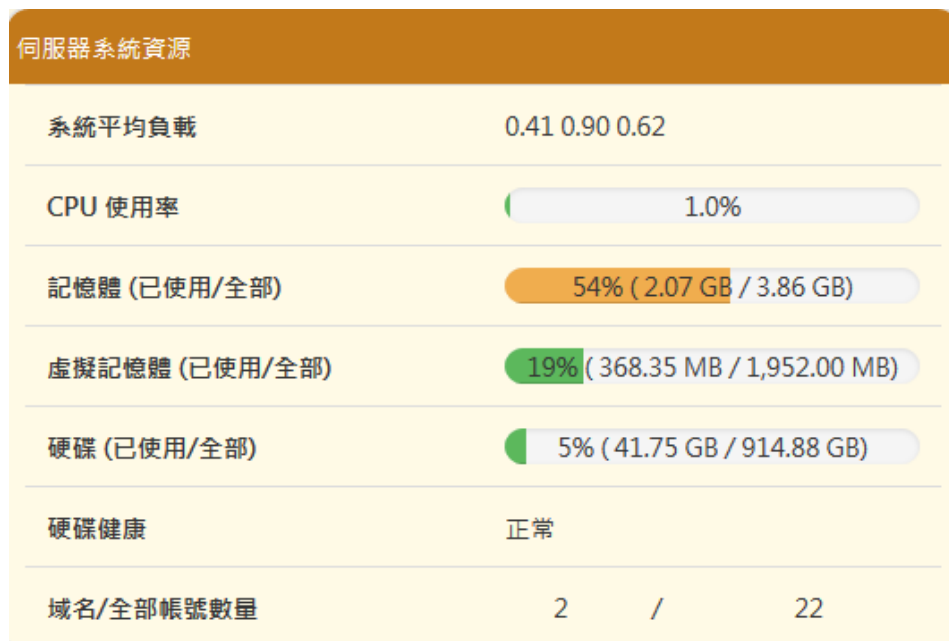 伺服器系統資源
系統平均負載 0.41 0.90 0.62
CPU 使用率 1.0%
記憶體 (已使用/全部) 54% ( 2.07 GB / 3.86 GB)
虛擬記憶體 (已使用/全部) 19% ( 368.35 MB / 1,952.00 MB)
硬碟 (已使用/全部) 5% ( 41.75 GB / 914.88 GB)
硬碟健康 正常
域名/全部帳號數量 2 / 22